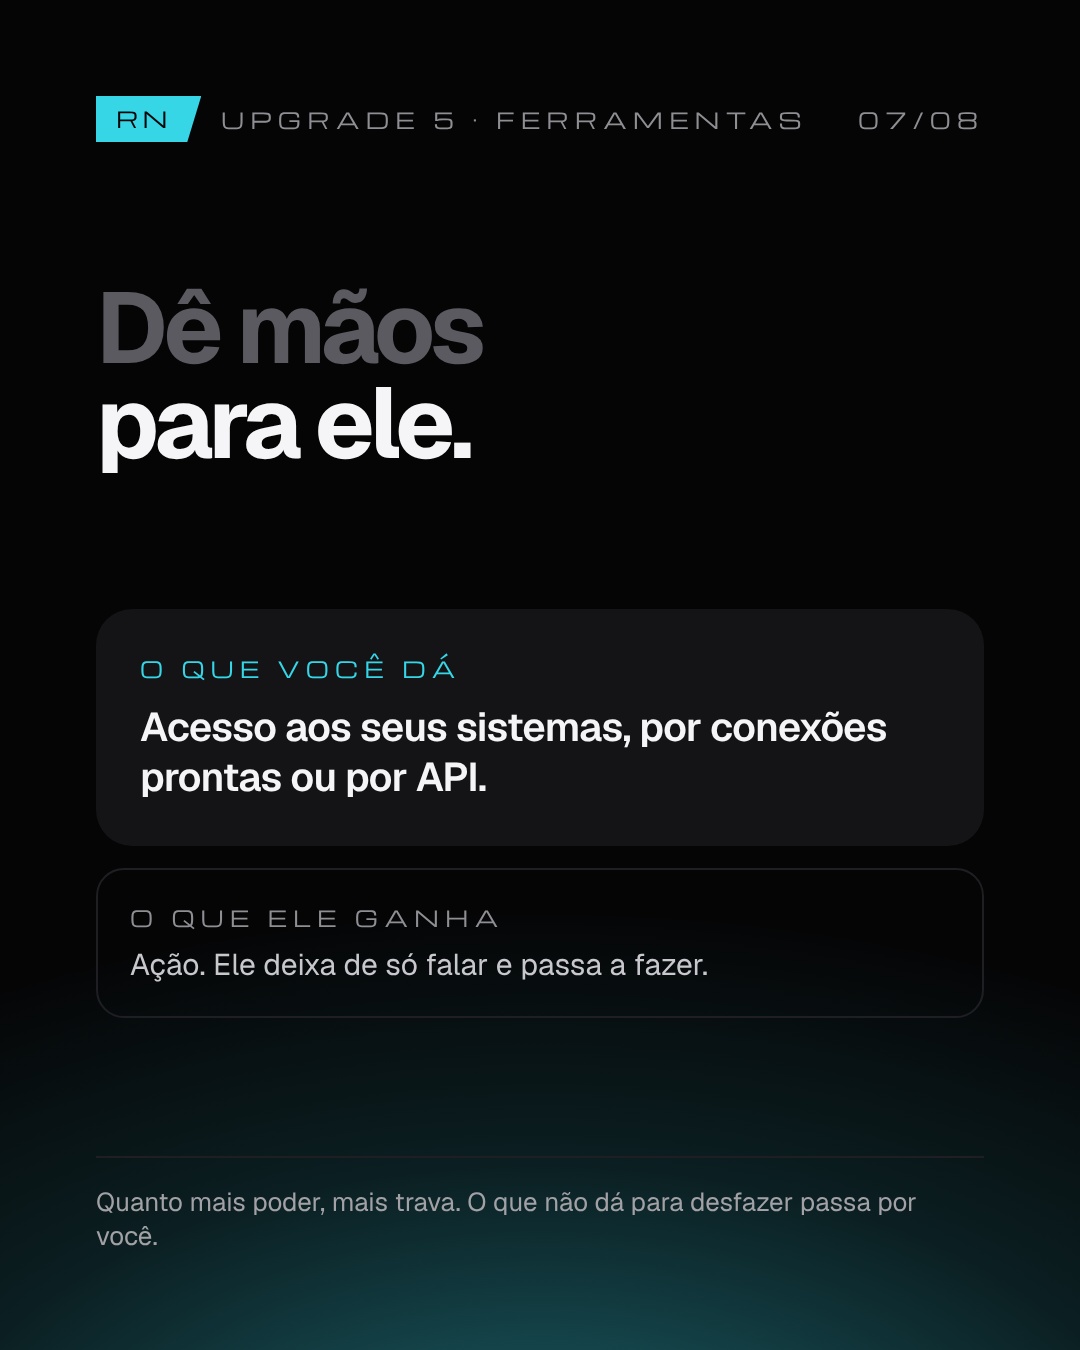 RN UPGRADE 5 · FERRAMENTAS 07/08
Dê mãos
para ele.
O QUE VOCÊ DÁ
Acesso aos seus sistemas, por conexões
prontas ou por API.
O QUE ELE GANHA
Ação. Ele deixa de só falar e passa a fazer.
Quanto mais poder, mais trava. O que não dá para desfazer passa por
você.